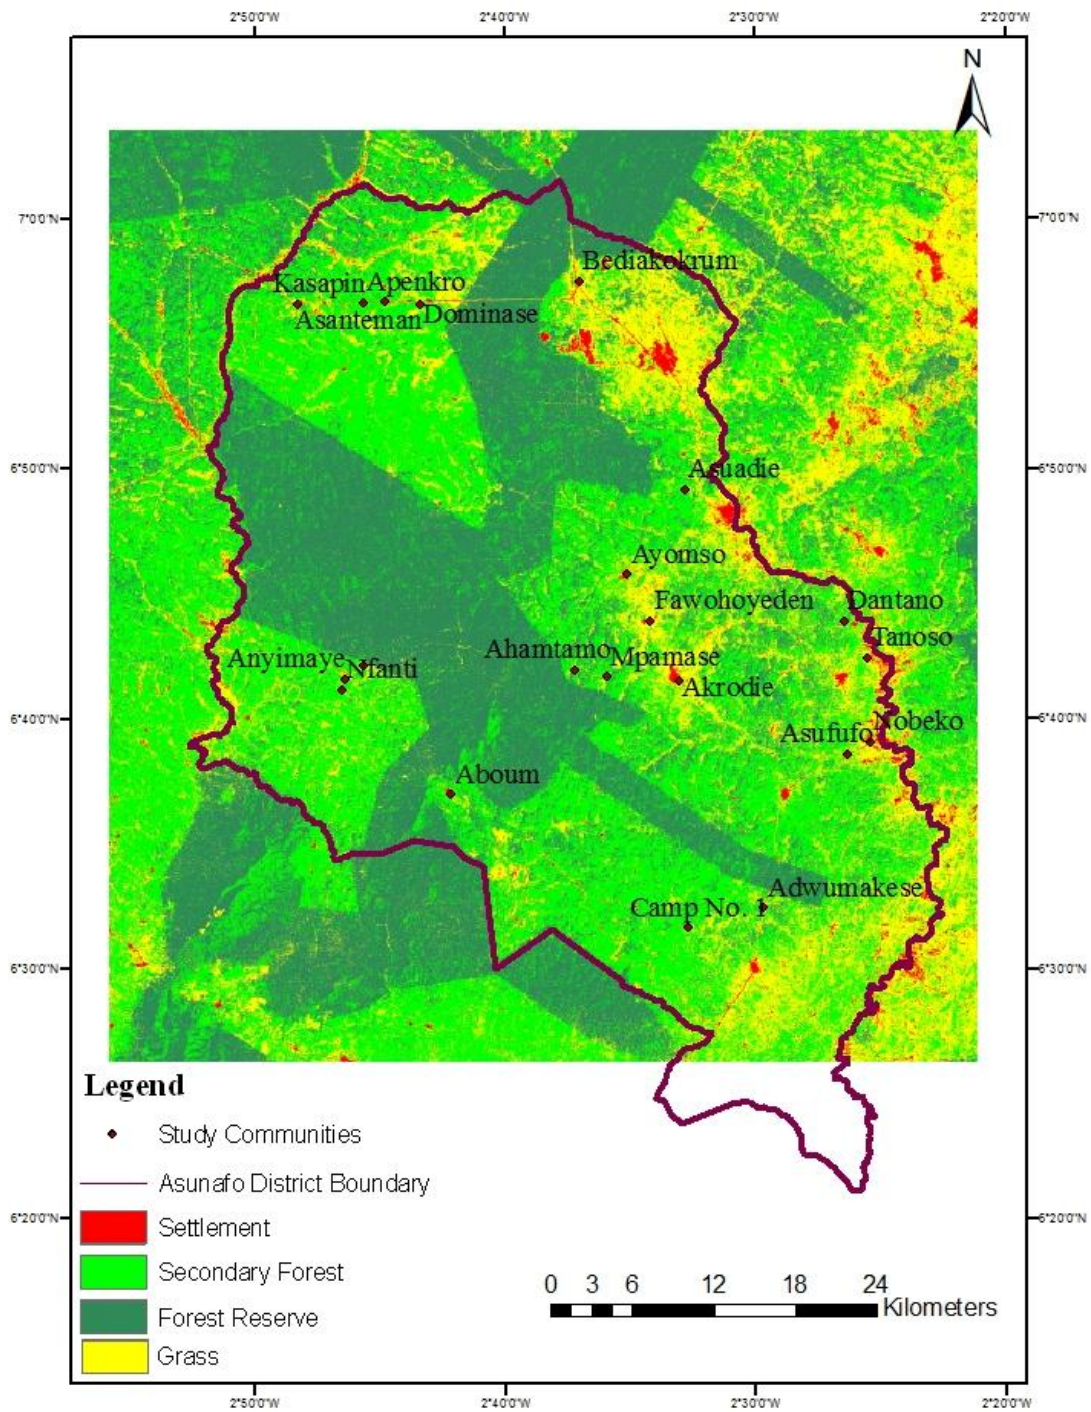 2°50'0"W 2°40'0"W 2°30'0"W 2°20'0"W
N
7°0'0"N 7°0'0"N
Bediakokrum
Kasapin Apenkro
Asanteman Dominase
6°50'0"N 6°50'0"N
Asuadie
Ayomso
Fawohoyeden Dantano
Tanoso
Ahamtamo Mpamase
Anyimaye Nfanti
Akrodie
6°40'0"N 6°40'0"N
Nobeko
Asufufo
Aboum
Adwumakese
Camp No. 1
6°30'0"N 6°30'0"N
Legend
Study Communities
Asunafo District Boundary
6°20'0"N 6°20'0"N
Settlement
Secondary Forest
0 3 6 12 18 24
Kilometers
Forest Reserve
Grass
2°50'0"W 2°40'0"W 2°30'0"W 2°20'0"W